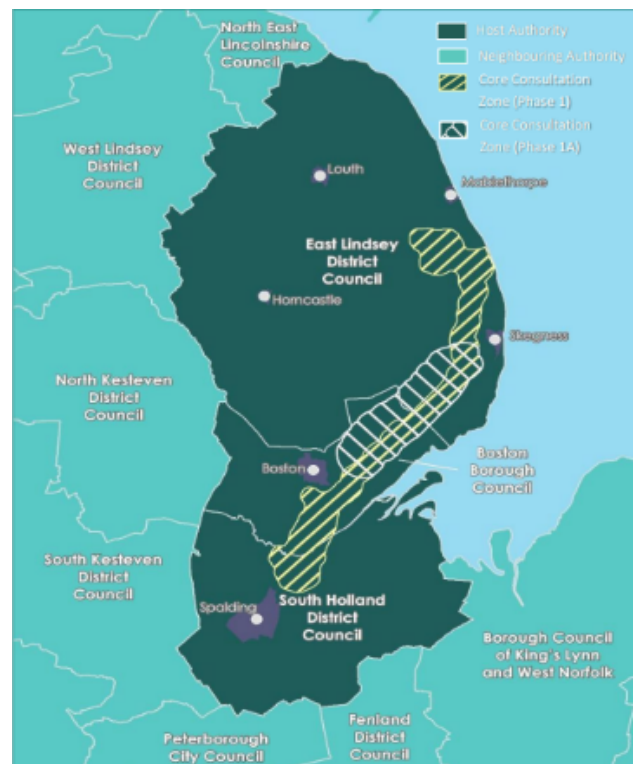 North East
Lincolnshire
Council
Host Authority
Neighbouring Authority
Core Consultation
Zone (Phase 1)
Core Consultation
Zone (Phase 1A)
West Lindsey
District
Council
Louth
Mablethorpe
East Lindsey
District
Council
Horncastle
Skegness
North Kesteven
District
Council
Boston
Boston
Borough
Council
South Kesteven
District
Council
Spalding
South Holland
District
Council
Borough Council
of King's Lynn
and West Norfolk
Peterborough
City Council
Fenland
District
Council